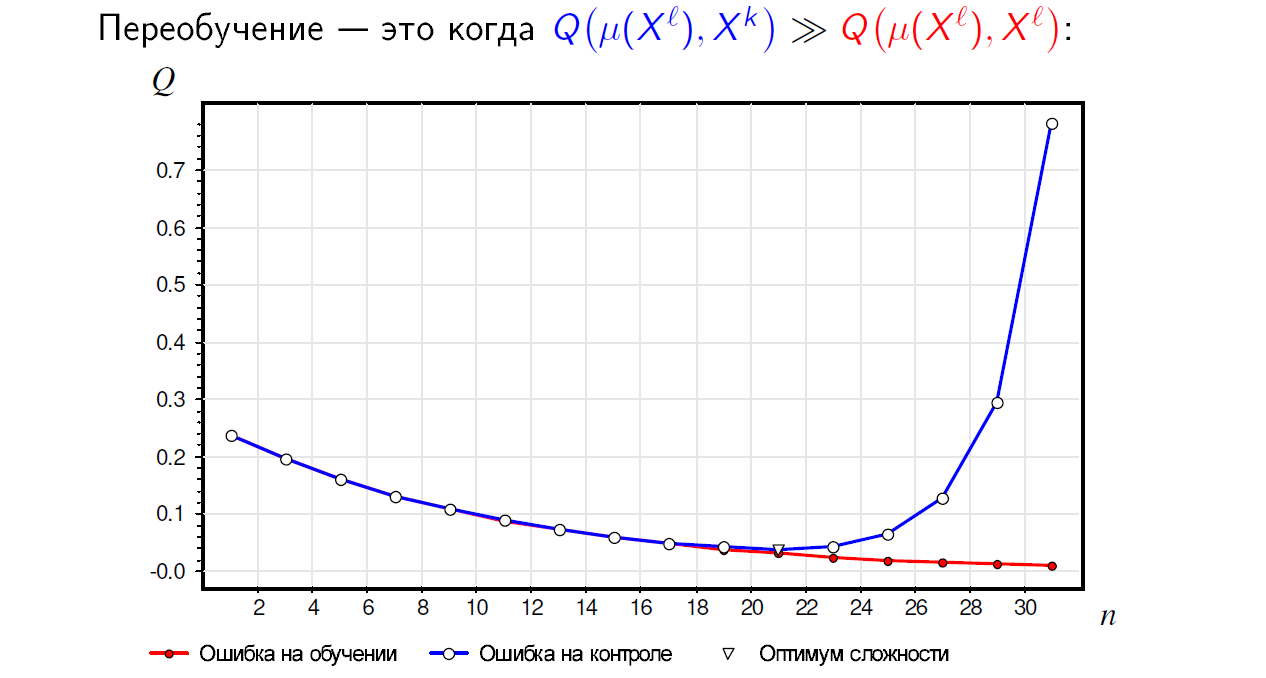 Переобучение — это когда Q(μ(X^ℓ), X^k) ≫ Q(μ(X^ℓ), X^ℓ):
Q
0.7
0.6
0.5
0.4
0.3
0.2
0.1
-0.0
2 4 6 8 10 12 14 16 18 20 22 24 26 28 30
n
Ошибка на обучении Ошибка на контроле Оптимум сложности